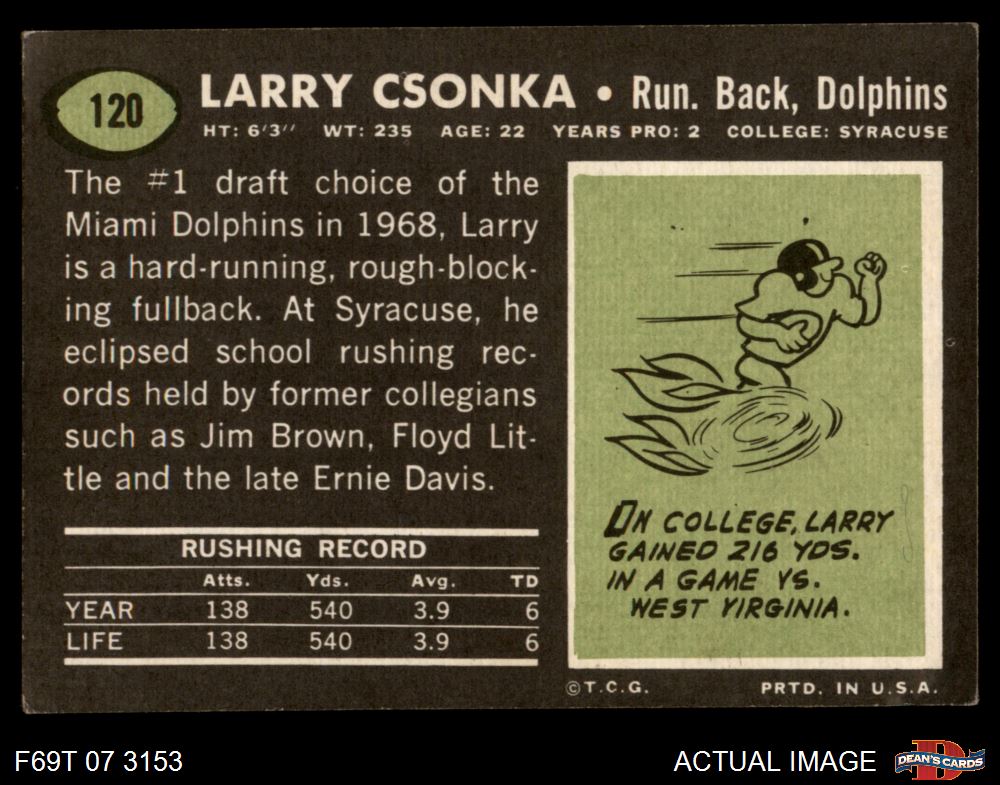 120
LARRY CSONKA • Run. Back, Dolphins
HT: 6'3" WT: 235 AGE: 22 YEARS PRO: 2 COLLEGE: SYRACUSE
The #1 draft choice of the
Miami Dolphins in 1968, Larry
is a hard-running, rough-block-
ing fullback. At Syracuse, he
eclipsed school rushing rec-
ords held by former collegians
such as Jim Brown, Floyd Lit-
tle and the late Ernie Davis.
RUSHING RECORD
Atts. Yds. Avg. TD
YEAR 138 540 3.9 6
LIFE 138 540 3.9 6
IN COLLEGE, LARRY
GAINED 216 YDS.
IN A GAME VS.
WEST VIRGINIA.
©T.C.G. PRTD. IN U.S.A.
F69T 07 3153
ACTUAL IMAGE
DEAN'S CARDS